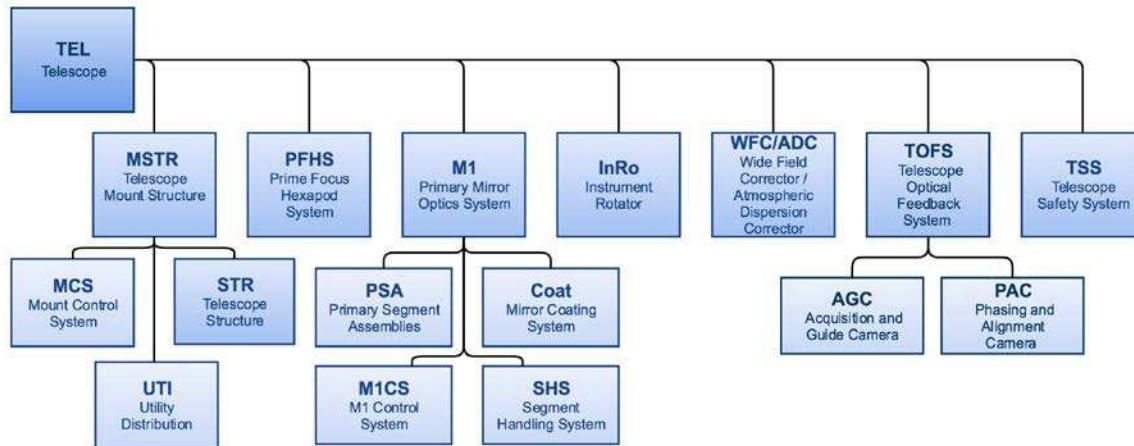 TEL
Telescope
MSTR
Telescope
Mount Structure
PFHS
Prime Focus
Hexapod
System
M1
Primary Mirror
Optics System
InRo
Instrument
Rotator
WFC/ADC
Wide Field
Corrector /
Atmospheric
Dispersion
Corrector
TOFS
Telescope
Optical
Feedback
System
TSS
Telescope
Safety System
MCS
Mount Control
System
STR
Telescope
Structure
UTI
Utility
Distribution
PSA
Primary Segment
Assemblies
Coat
Mirror Coating
System
M1CS
M1 Control
System
SHS
Segment
Handling System
AGC
Acquisition and
Guide Camera
PAC
Phasing and
Alignment
Camera